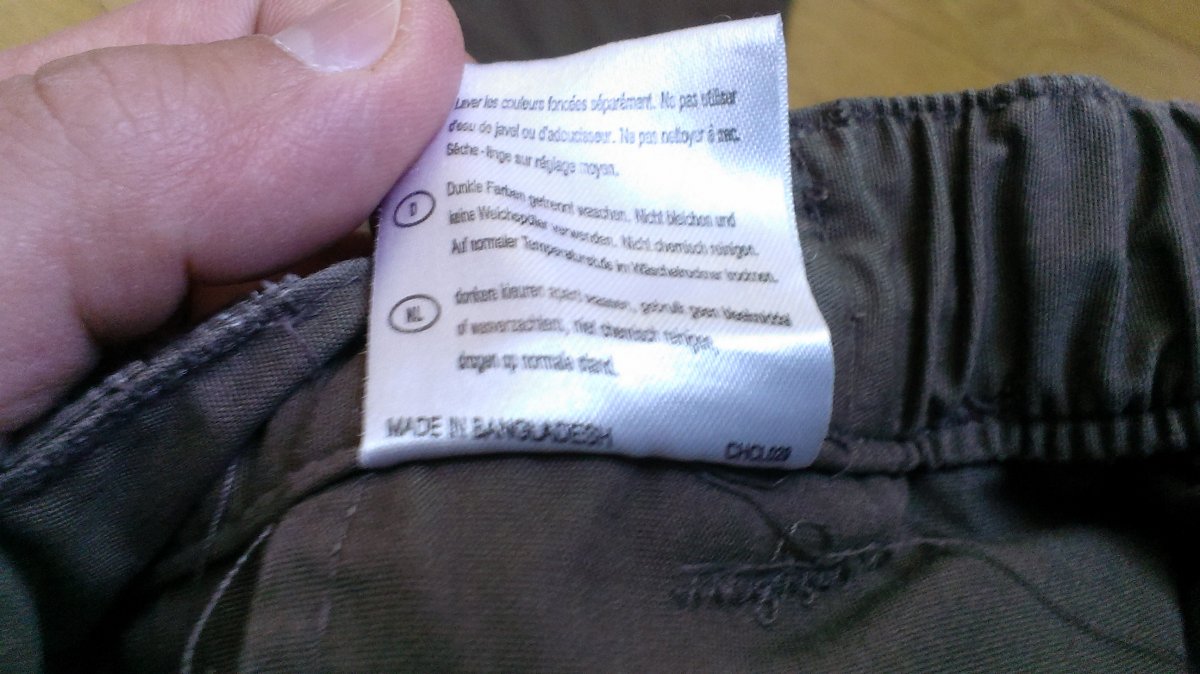 Laver les couleurs foncées séparément. Ne pas utiliser
d'eau de javel ou d'adoucisseur. Ne pas nettoyer à sec.
Sèche-linge sur réglage moyen.
D
Dunkle Farben getrennt waschen. Nicht bleichen und
keine Weichspüler verwenden. Nicht chemisch reinigen.
Auf normaler Temperaturstufe im Wäschetrockner trocknen.
NL
donkere kleuren apart wassen, gebruik geen bleekmiddel
of wasverzachters, niet chemisch reinigen,
drogen op normale stand.
MADE IN BANGLADESH